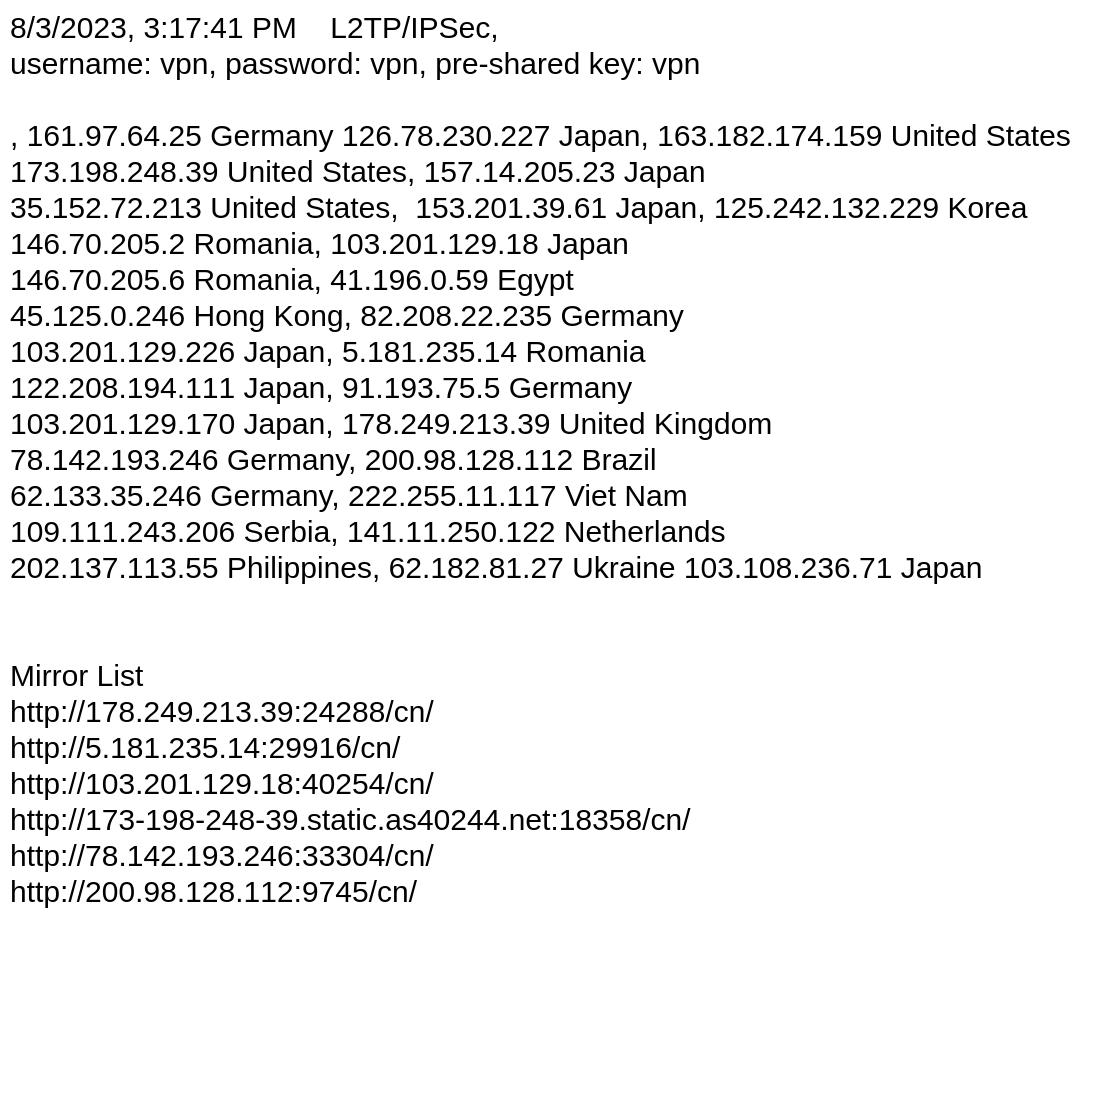 8/3/2023, 3:17:41 PM    L2TP/IPSec,
username: vpn, password: vpn, pre-shared key: vpn
, 161.97.64.25 Germany 126.78.230.227 Japan, 163.182.174.159 United States
173.198.248.39 United States, 157.14.205.23 Japan
35.152.72.213 United States,  153.201.39.61 Japan, 125.242.132.229 Korea
146.70.205.2 Romania, 103.201.129.18 Japan
146.70.205.6 Romania, 41.196.0.59 Egypt
45.125.0.246 Hong Kong, 82.208.22.235 Germany
103.201.129.226 Japan, 5.181.235.14 Romania
122.208.194.111 Japan, 91.193.75.5 Germany
103.201.129.170 Japan, 178.249.213.39 United Kingdom
78.142.193.246 Germany, 200.98.128.112 Brazil
62.133.35.246 Germany, 222.255.11.117 Viet Nam
109.111.243.206 Serbia, 141.11.250.122 Netherlands
202.137.113.55 Philippines, 62.182.81.27 Ukraine 103.108.236.71 Japan
Mirror List
http://178.249.213.39:24288/cn/
http://5.181.235.14:29916/cn/
http://103.201.129.18:40254/cn/
http://173-198-248-39.static.as40244.net:18358/cn/
http://78.142.193.246:33304/cn/
http://200.98.128.112:9745/cn/